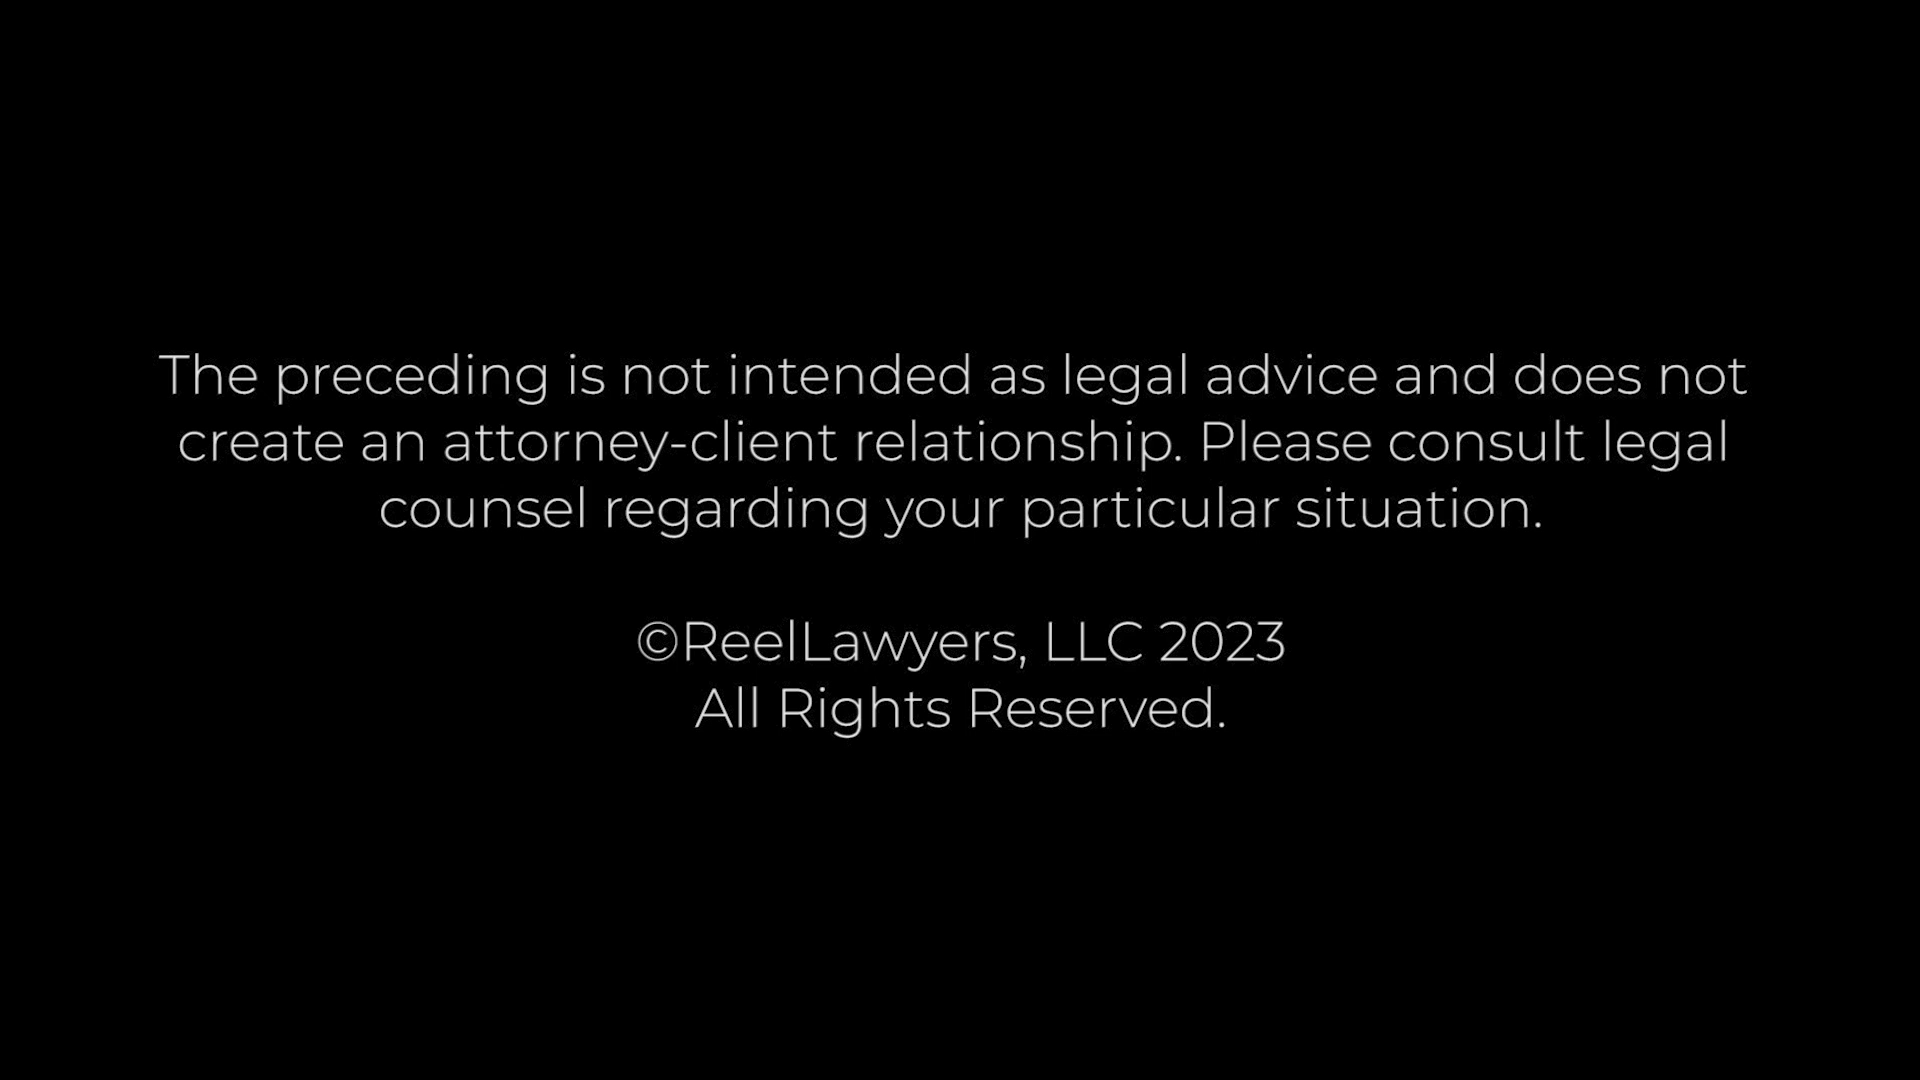 The preceding is not intended as legal advice and does not
create an attorney-client relationship. Please consult legal
counsel regarding your particular situation.
©ReelLawyers, LLC 2023
All Rights Reserved.